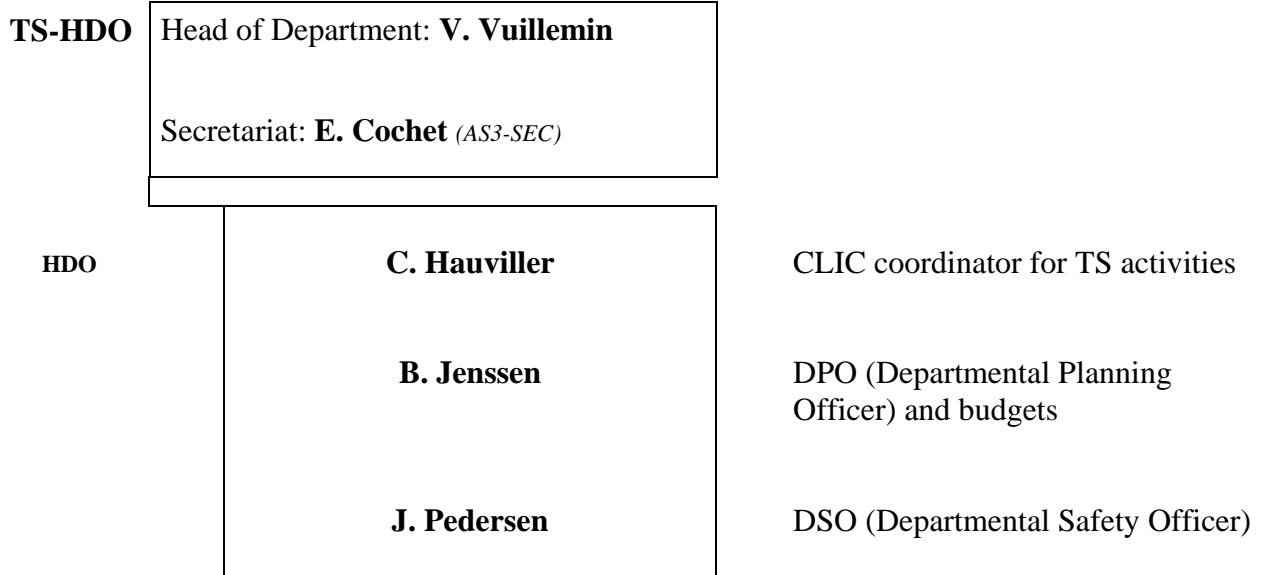 TS-HDO Head of Department: V. Vuillemin
Secretariat: E. Cochet (AS3-SEC)
HDO C. Hauviller CLIC coordinator for TS activities
B. Jenssen DPO (Departmental Planning
Officer) and budgets
J. Pedersen DSO (Departmental Safety Officer)